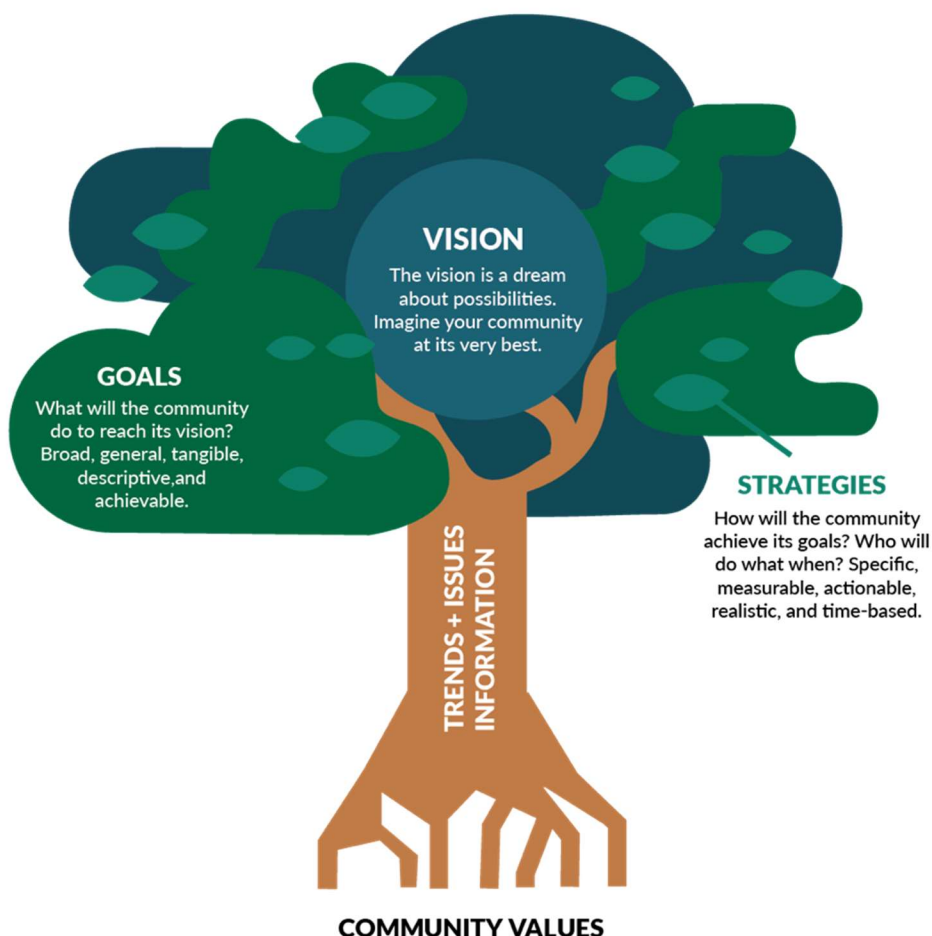 VISION
The vision is a dream
about possibilities.
Imagine your community
at its very best.
GOALS
What will the community
do to reach its vision?
Broad, general, tangible,
descriptive,and
achievable.
STRATEGIES
How will the community
achieve its goals? Who will
do what when? Specific,
measurable, actionable,
realistic, and time-based.
TRENDS + ISSUES
INFORMATION
COMMUNITY VALUES